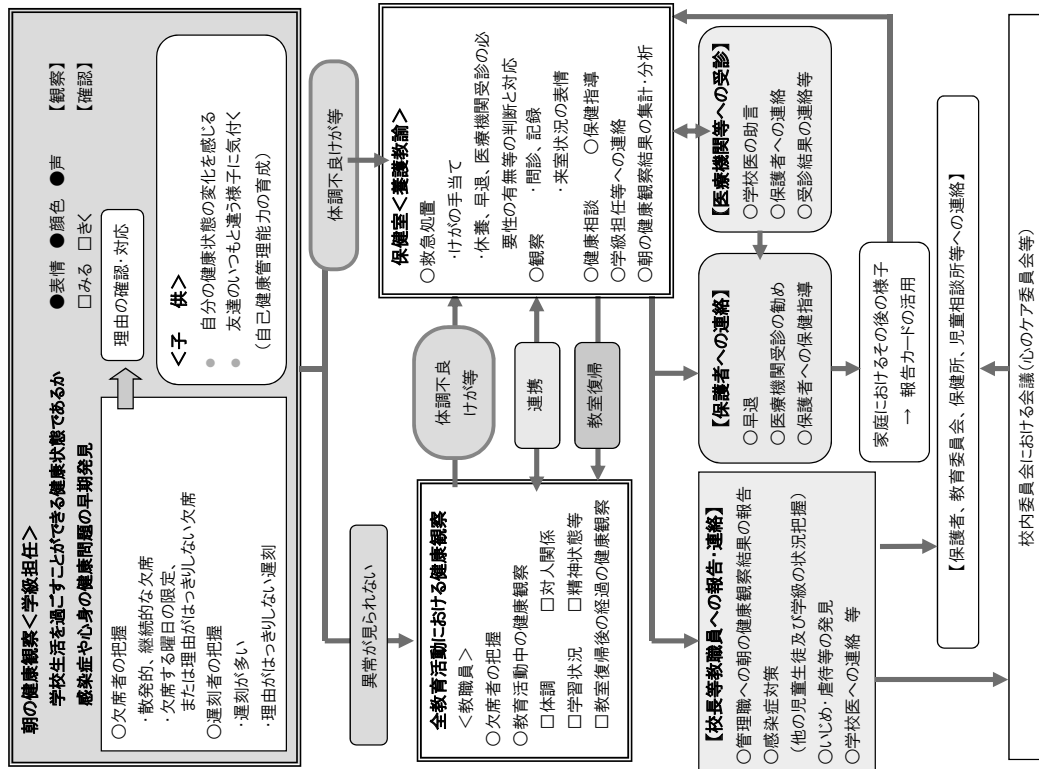 朝の健康観察＜学級担任＞
学校生活を過ごすことができる健康状態であるか
感染症や心身の健康問題の早期発見
●表情 ●顔色 ●声 【観察】
□みる □きく 【確認】
○欠席者の把握
・散発的、継続的な欠席
・欠席する曜日の限定、
または理由がはっきりしない欠席
○遅刻者の把握
・遅刻が多い
・理由がはっきりしない遅刻
理由の確認・対応
＜子 供＞
● 自分の健康状態の変化を感じる
● 友達のいつもと違う様子に気付く
（自己健康管理能力の育成）
異常が見られない
体調不良けが等
全教育活動における健康観察
＜教職員＞
○欠席者の把握
○教育活動中の健康観察
□体調 □対人関係
□学習状況 □精神状態等
□教室復帰後の経過の健康観察
体調不良
けが等
連携
教室復帰
保健室＜養護教諭＞
○救急処置
・けがの手当て
・休養、早退、医療機関受診の必
要性の有無等の判断と対応
○観察 ・問診、記録
・来室状況の表情
○健康相談 ○保健指導
○学級担任等への連絡
○朝の健康観察結果の集計・分析
【校長等教職員への報告・連絡】
○管理職への朝の健康観察結果の報告
○感染症対策
（他の児童生徒及び学級の状況把握）
○いじめ・虐待等の発見
○学校医への連絡 等
【保護者への連絡】
○早退
○医療機関受診の勧め
○保護者への保健指導
【医療機関等への受診】
○学校医の助言
○保護者への連絡
○受診結果の連絡等
家庭におけるその後の様子
→ 報告カードの活用
【保護者、教育委員会、保健所、児童相談所等への連絡】
校内委員会における会議（心のケア委員会等）